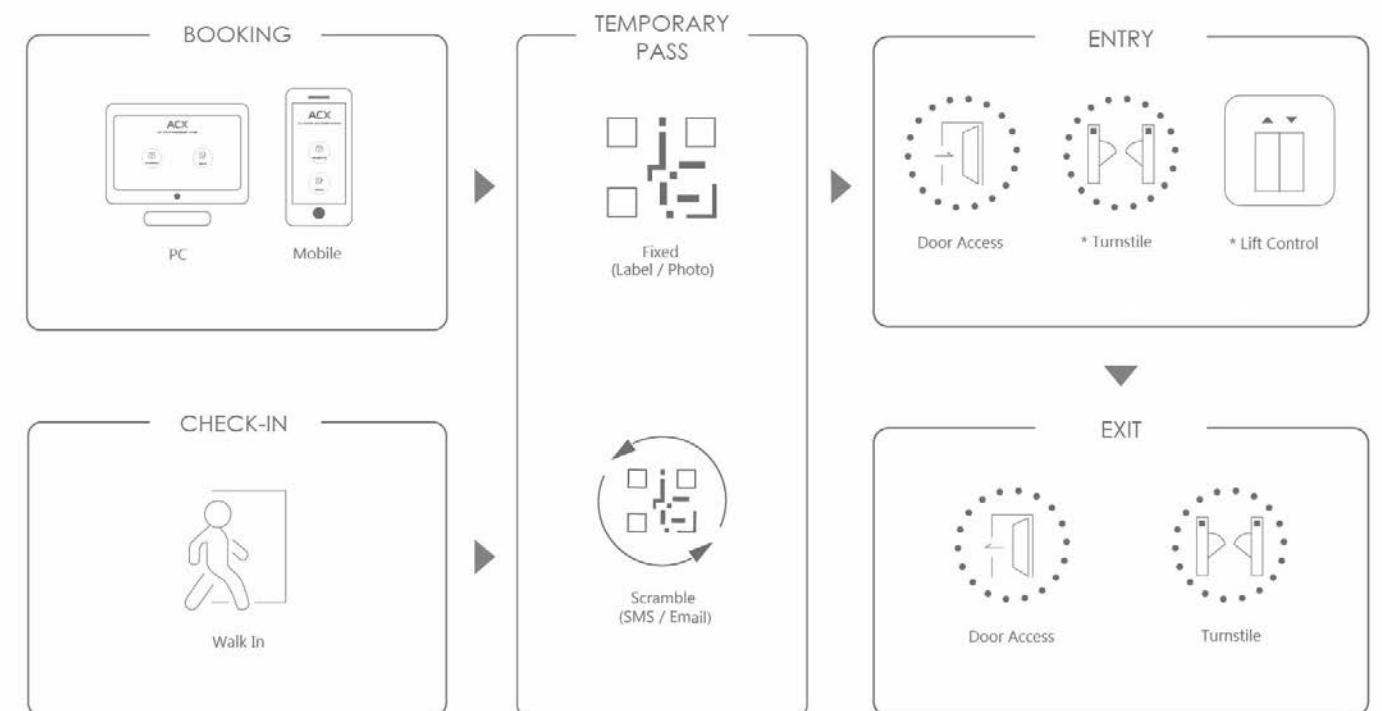 BOOKING
ACX
ACX
PC
Mobile
CHECK-IN
Walk In
TEMPORARY
PASS
Fixed
(Label / Photo)
Scramble
(SMS / Email)
ENTRY
Door Access
* Turnstile
* Lift Control
EXIT
Door Access
Turnstile